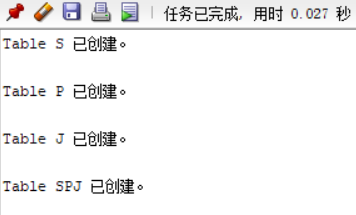 任务已完成, 用时 0.027 秒
Table S 已创建。
Table P 已创建。
Table J 已创建。
Table SPJ 已创建。